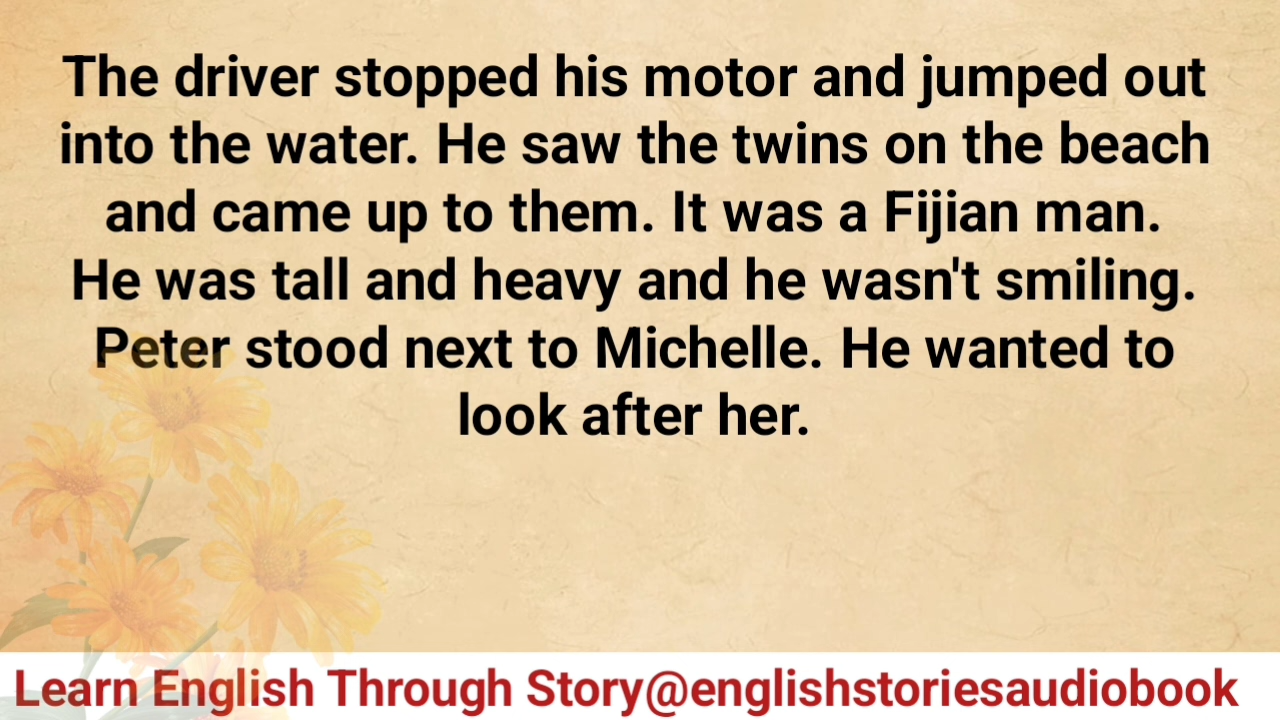 The driver stopped his motor and jumped out
into the water. He saw the twins on the beach
and came up to them. It was a Fijian man.
He was tall and heavy and he wasn't smiling.
Peter stood next to Michelle. He wanted to
look after her.
Learn English Through Story@englishstoriesaudiobook